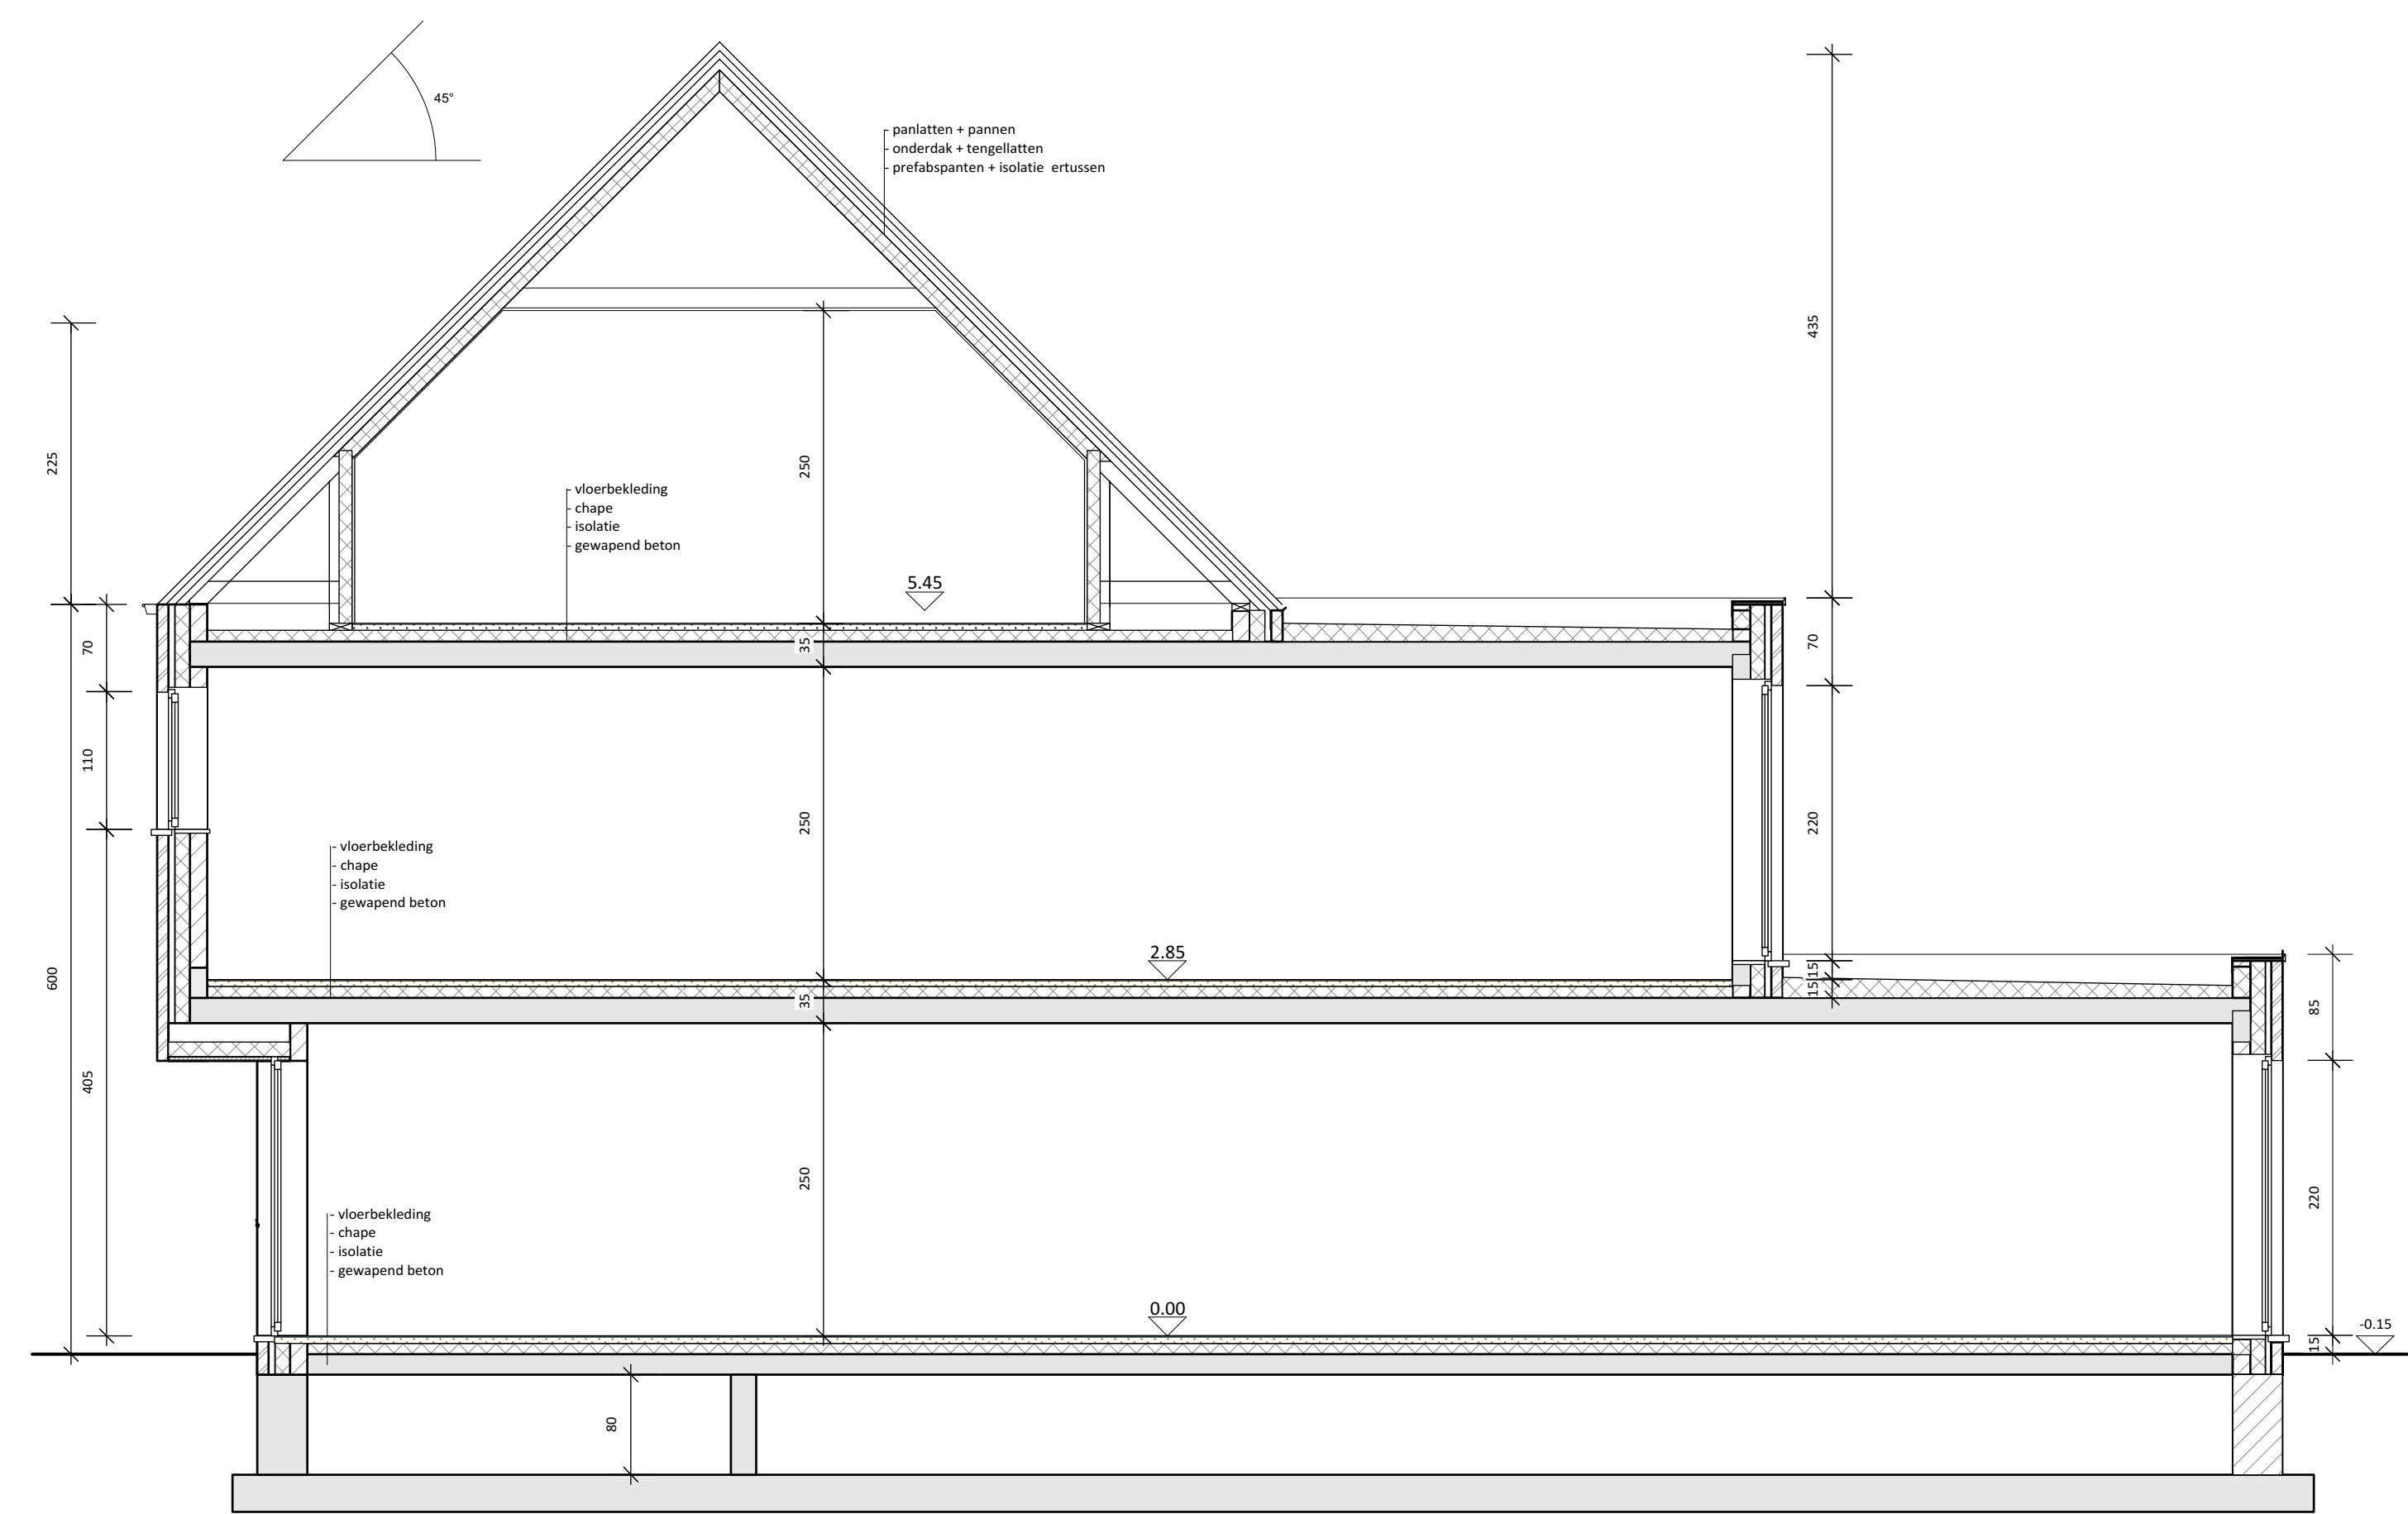 45°
- panlatten + pannen
- onderdak + tengellatten
- prefabspanten + isolatie ertussen
435
225
250
- vloerbekleding
- chape
- isolatie
- gewapend beton
5.45
70
35
70
110
250
220
- vloerbekleding
- chape
- isolatie
- gewapend beton
2.85
15
15
600
35
85
405
250
220
- vloerbekleding
- chape
- isolatie
- gewapend beton
0.00
-0.15
15
80